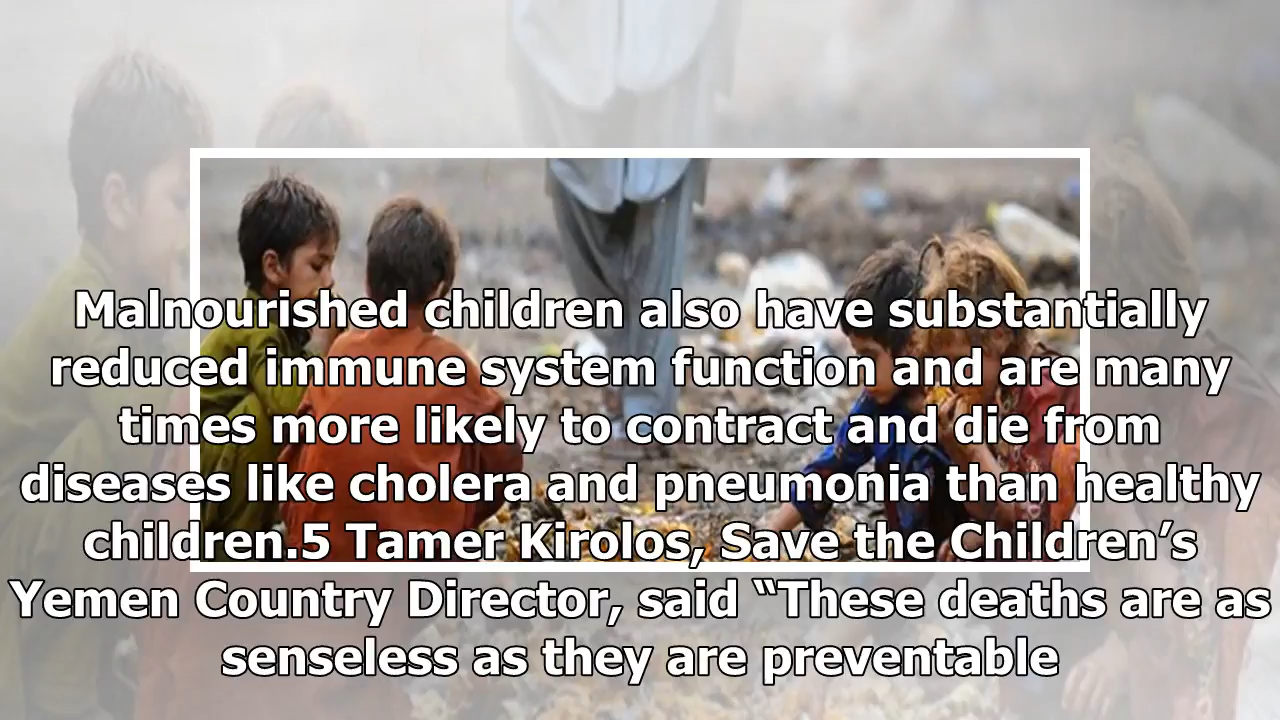 Malnourished children also have substantially
reduced immune system function and are many
times more likely to contract and die from
diseases like cholera and pneumonia than healthy
children.5 Tamer Kirolos, Save the Children’s
Yemen Country Director, said “These deaths are as
senseless as they are preventable